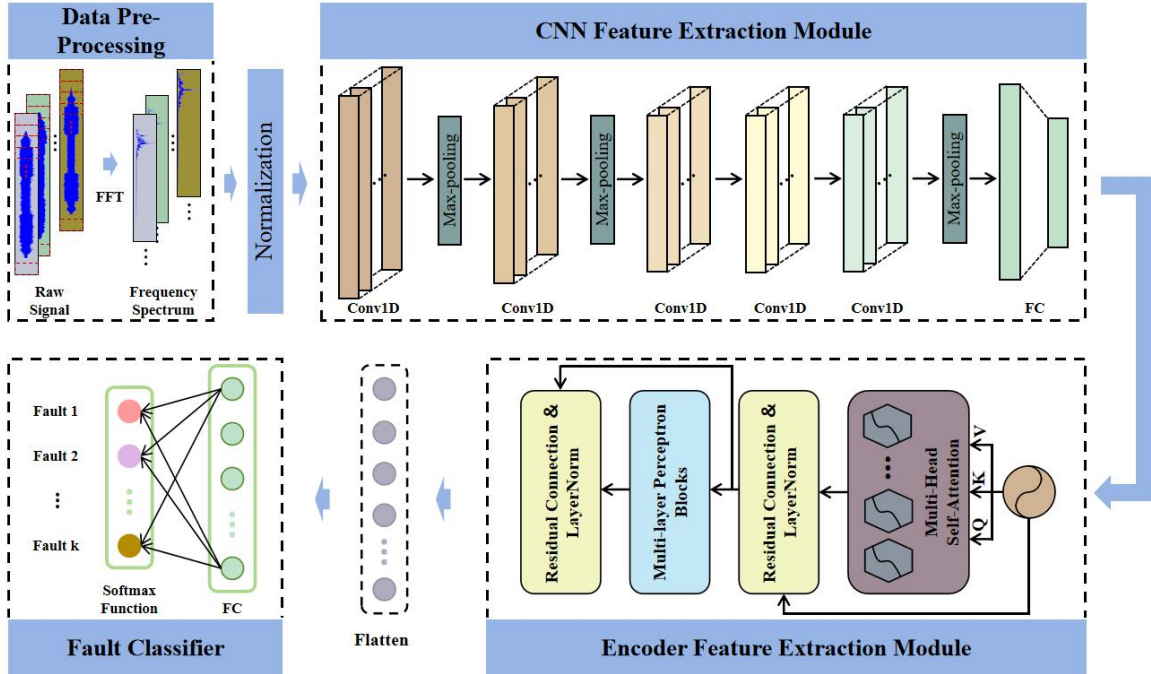 Data Pre-
Processing
FFT
Raw
Signal
Frequency
Spectrum
Normalization
CNN Feature Extraction Module
Max-pooling
Max-pooling
Max-pooling
Conv1D
Conv1D
Conv1D
Conv1D
Conv1D
FC
Residual Connection &
LayerNorm
Multi-layer Perceptron
Blocks
Residual Connection &
LayerNorm
Multi-Head
Self-Attention
V
K
Q
Encoder Feature Extraction Module
Flatten
Fault 1
Fault 2
Fault k
Softmax
Function
FC
Fault Classifier